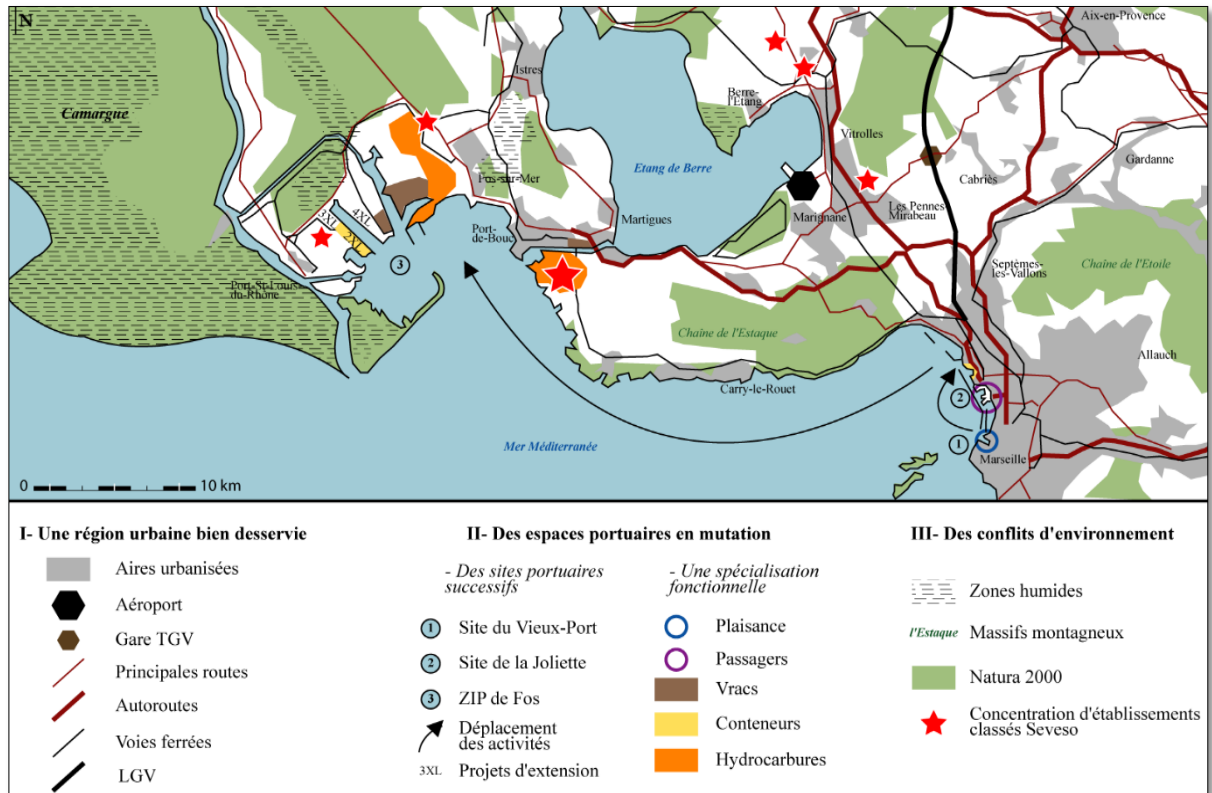 N
Aix-en-Provence
Istres
Berre-
l'Etang
Camargue
Vitrolles
Etang de Berre
Gardanne
Cabriès
Fos-sur-Mer
Les Pennes
Mirabeau
3XL
4XL
2XL
Martigues
Marignane
Port-
de-Bouc
3
Septèmes-
les-Vallons
Chaîne de l'Etoile
Port-St-Louis-
du-Rhône
Chaîne de l'Estaque
Allauch
Carry-le-Rouet
2
Mer Méditerranée
1
Marseille
0 10 km
I- Une région urbaine bien desservie
Aires urbanisées
Aéroport
Gare TGV
Principales routes
Autoroutes
Voies ferrées
LGV
II- Des espaces portuaires en mutation
- Des sites portuaires
successifs
1 Site du Vieux-Port
2 Site de la Joliette
3 ZIP de Fos
Déplacement
des activités
3XL Projets d'extension
- Une spécialisation
fonctionnelle
Plaisance
Passagers
Vracs
Conteneurs
Hydrocarbures
III- Des conflits d'environnement
Zones humides
l'Estaque Massifs montagneux
Natura 2000
Concentration d'établissements
classés Seveso